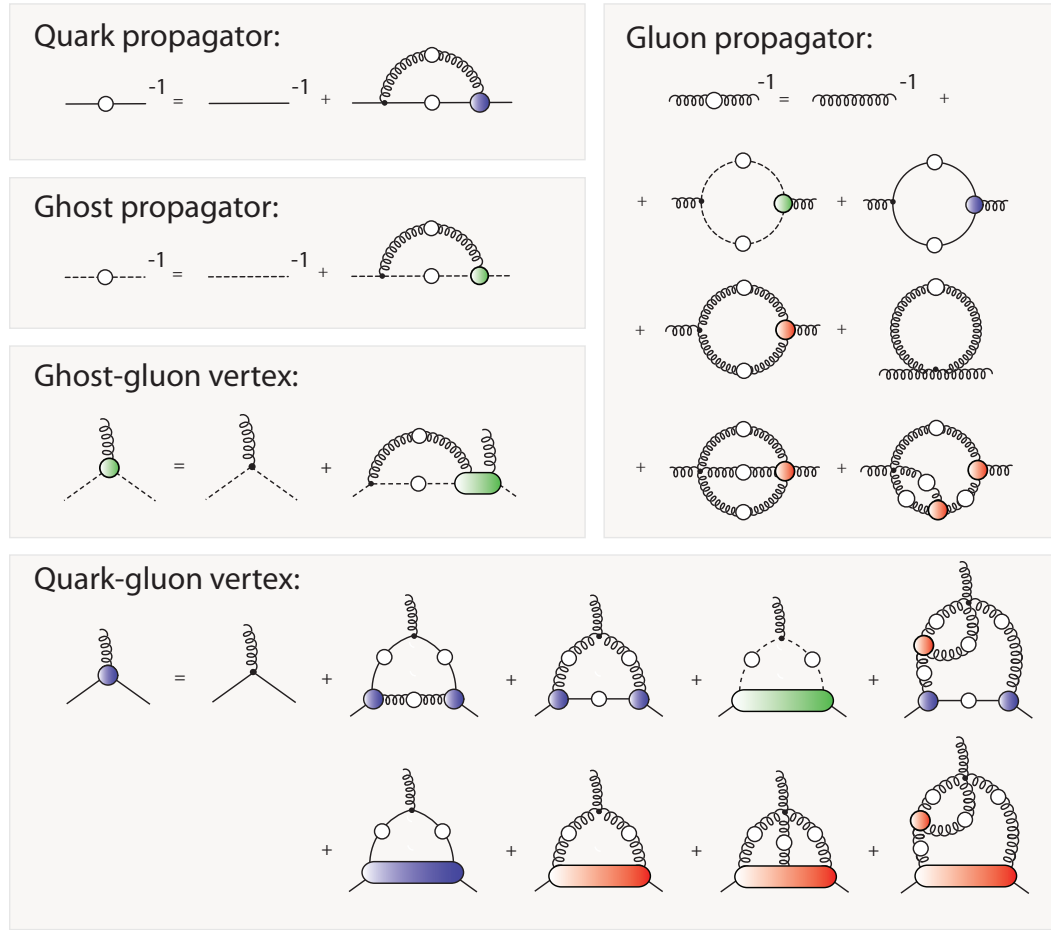 Quark propagator:
-1 = -1 +
Ghost propagator:
-1 = -1 +
Ghost-gluon vertex:
= +
Gluon propagator:
-1 = -1 +
+ +
+ +
+ +
Quark-gluon vertex:
= + + + +
+ + + +